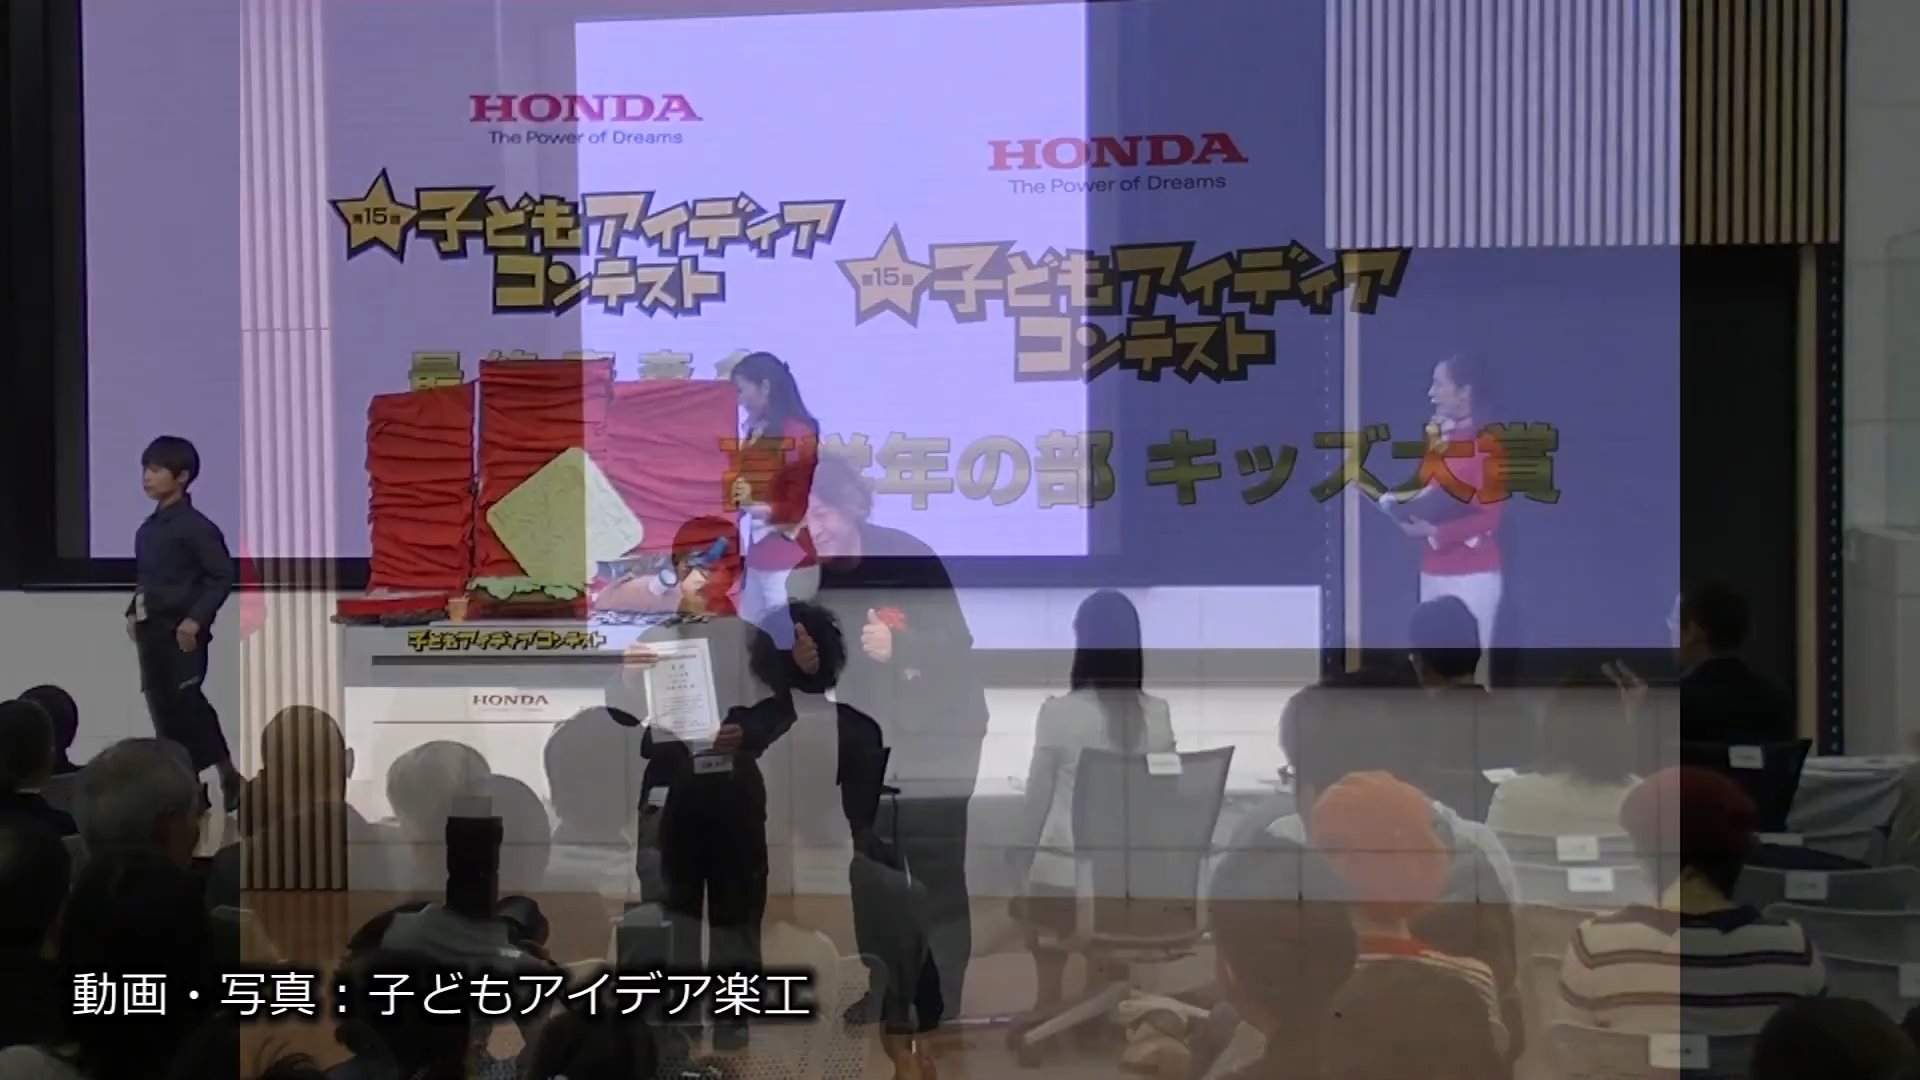 HONDA
The Power of Dreams
第15回 子どもアイディア
コンテスト
HONDA
The Power of Dreams
第15回 子どもアイディア
コンテスト
高学年の部 キッズ大賞
子どもアイディアコンテスト
HONDA
動画・写真：子どもアイデア楽工